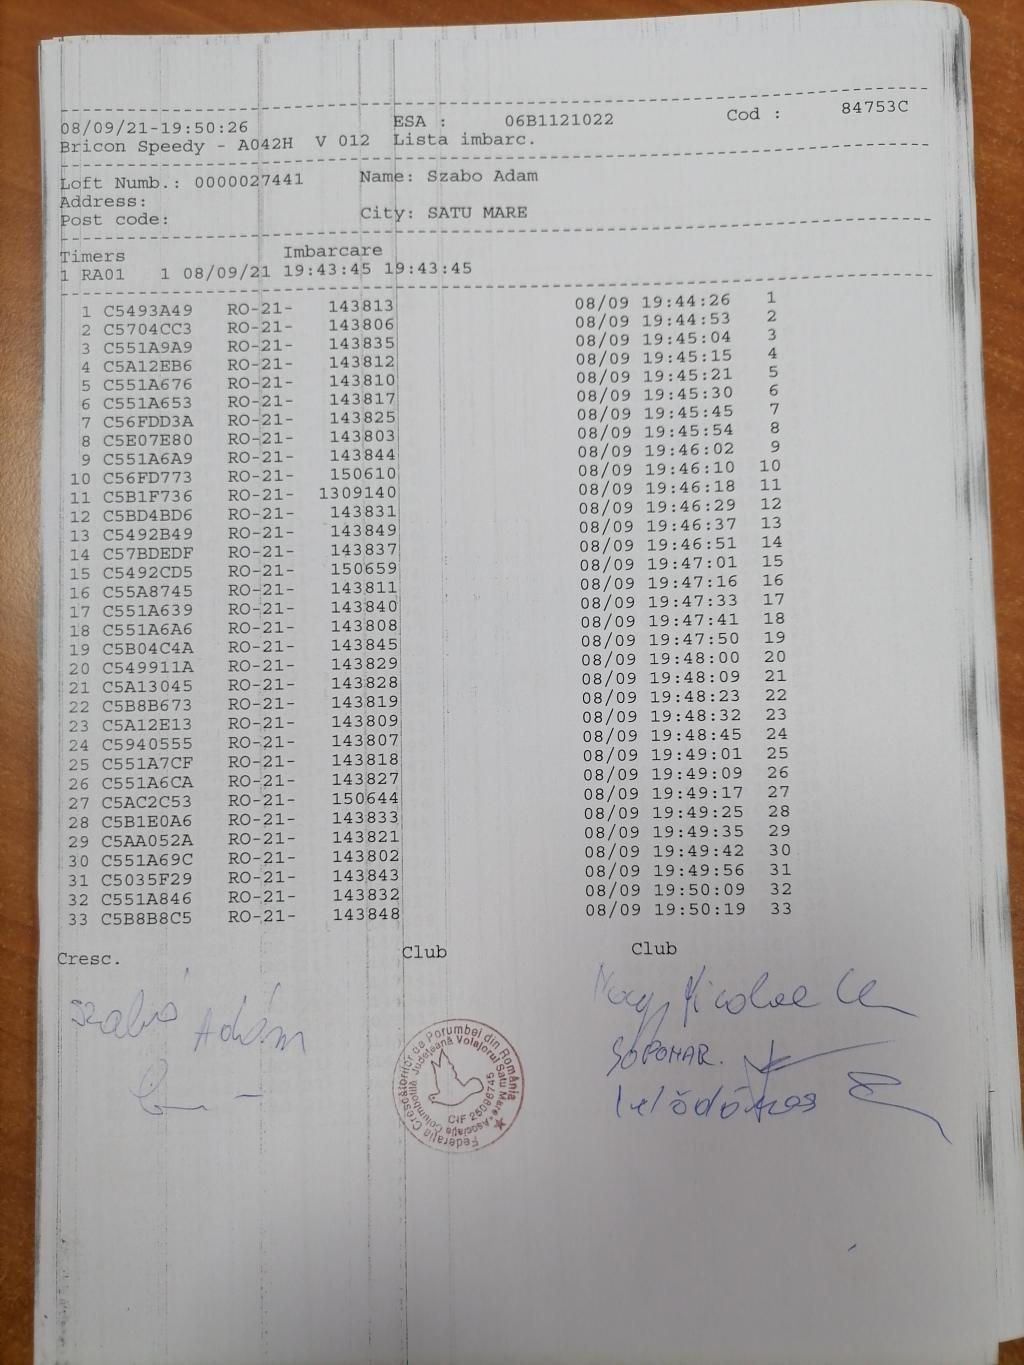 08/09/21-19:50:26 ESA : 06B1121022 Cod : 84753C
Bricon Speedy - A042H V 012 Lista imbarc.
Loft Numb.: 0000027441 Name: Szabo Adam
Address:
Post code: City: SATU MARE
Timers Imbarcare
1 RA01 1 08/09/21 19:43:45 19:43:45
1 C5493A49 RO-21- 143813 08/09 19:44:26 1
2 C5704CC3 RO-21- 143806 08/09 19:44:53 2
3 C551A9A9 RO-21- 143835 08/09 19:45:04 3
4 C5A12EB6 RO-21- 143812 08/09 19:45:15 4
5 C551A676 RO-21- 143810 08/09 19:45:21 5
6 C551A653 RO-21- 143817 08/09 19:45:30 6
7 C56FDD3A RO-21- 143825 08/09 19:45:45 7
8 C5E07E80 RO-21- 143803 08/09 19:45:54 8
9 C551A6A9 RO-21- 143844 08/09 19:46:02 9
10 C56FD773 RO-21- 150610 08/09 19:46:10 10
11 C5B1F736 RO-21- 1309140 08/09 19:46:18 11
12 C5BD4BD6 RO-21- 143831 08/09 19:46:29 12
13 C5492B49 RO-21- 143849 08/09 19:46:37 13
14 C57BDEDF RO-21- 143837 08/09 19:46:51 14
15 C5492CD5 RO-21- 150659 08/09 19:47:01 15
16 C55A8745 RO-21- 143811 08/09 19:47:16 16
17 C551A639 RO-21- 143840 08/09 19:47:33 17
18 C551A6A6 RO-21- 143808 08/09 19:47:41 18
19 C5B04C4A RO-21- 143845 08/09 19:47:50 19
20 C549911A RO-21- 143829 08/09 19:48:00 20
21 C5A13045 RO-21- 143828 08/09 19:48:09 21
22 C5B8B673 RO-21- 143819 08/09 19:48:23 22
23 C5A12E13 RO-21- 143809 08/09 19:48:32 23
24 C5940555 RO-21- 143807 08/09 19:48:45 24
25 C551A7CF RO-21- 143818 08/09 19:49:01 25
26 C551A6CA RO-21- 143827 08/09 19:49:09 26
27 C5AC2C53 RO-21- 150644 08/09 19:49:17 27
28 C5B1E0A6 RO-21- 143833 08/09 19:49:25 28
29 C5AA052A RO-21- 143821 08/09 19:49:35 29
30 C551A69C RO-21- 143802 08/09 19:49:42 30
31 C5035F29 RO-21- 143843 08/09 19:49:56 31
32 C551A846 RO-21- 143832 08/09 19:50:09 32
33 C5B8B8C5 RO-21- 143848 08/09 19:50:19 33
Cresc. Club Club
Szabó Ádám
Nagy Nicolae
Federaţia Crescătorilor de Porumbei din România
Asociaţia Columbofilă Judeţeană Voiajorul Satu Mare
CIF 25096746